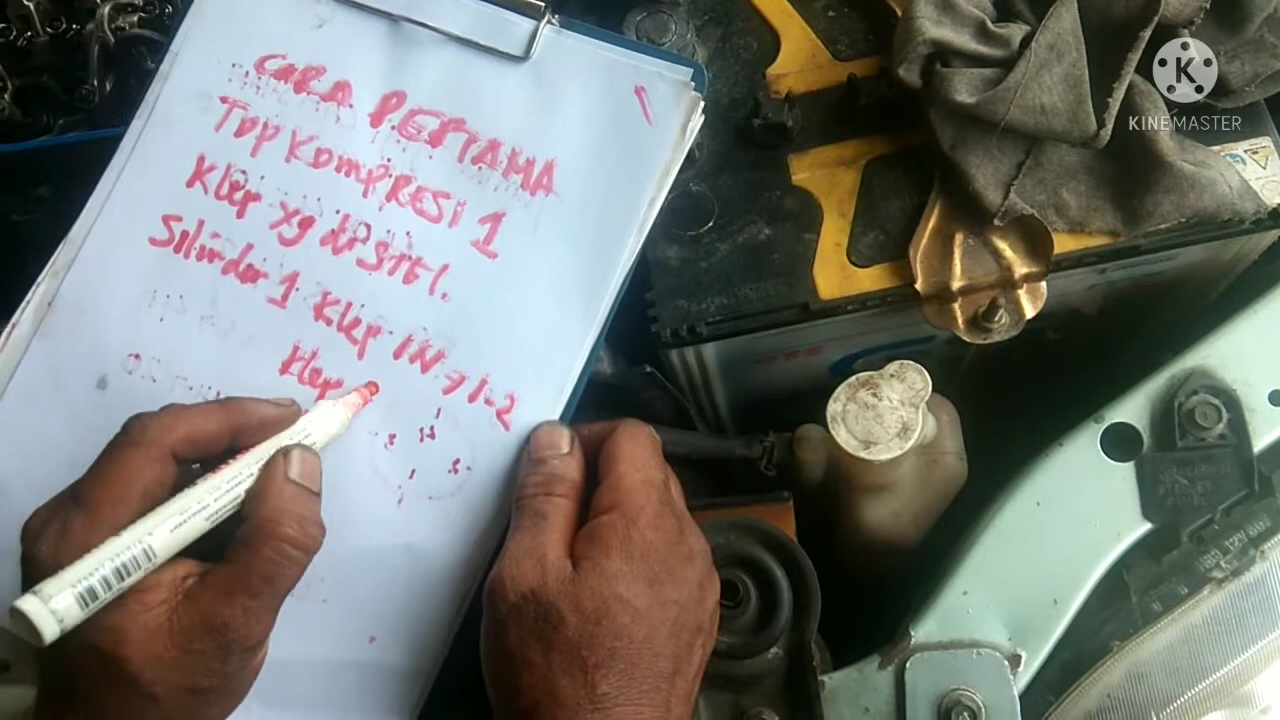 CARA PERTAMA
Top KomPRESI 1
Klep yg di Stel.
Silinder 1 Klep IN → 1-2
Klep
KINEMASTER